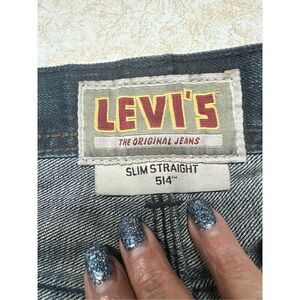 LEVI'S
THE ORIGINAL JEANS
SLIM STRAIGHT
514™